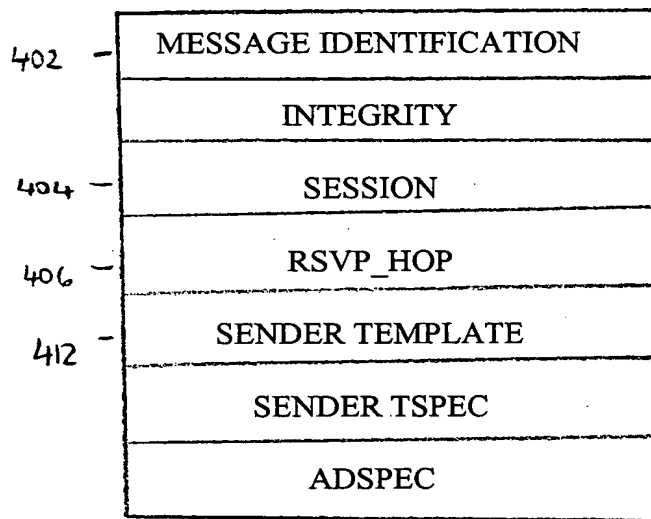 402 - MESSAGE IDENTIFICATION
INTEGRITY
404 - SESSION
406 - RSVP_HOP
412 - SENDER TEMPLATE
SENDER TSPEC
ADSPEC